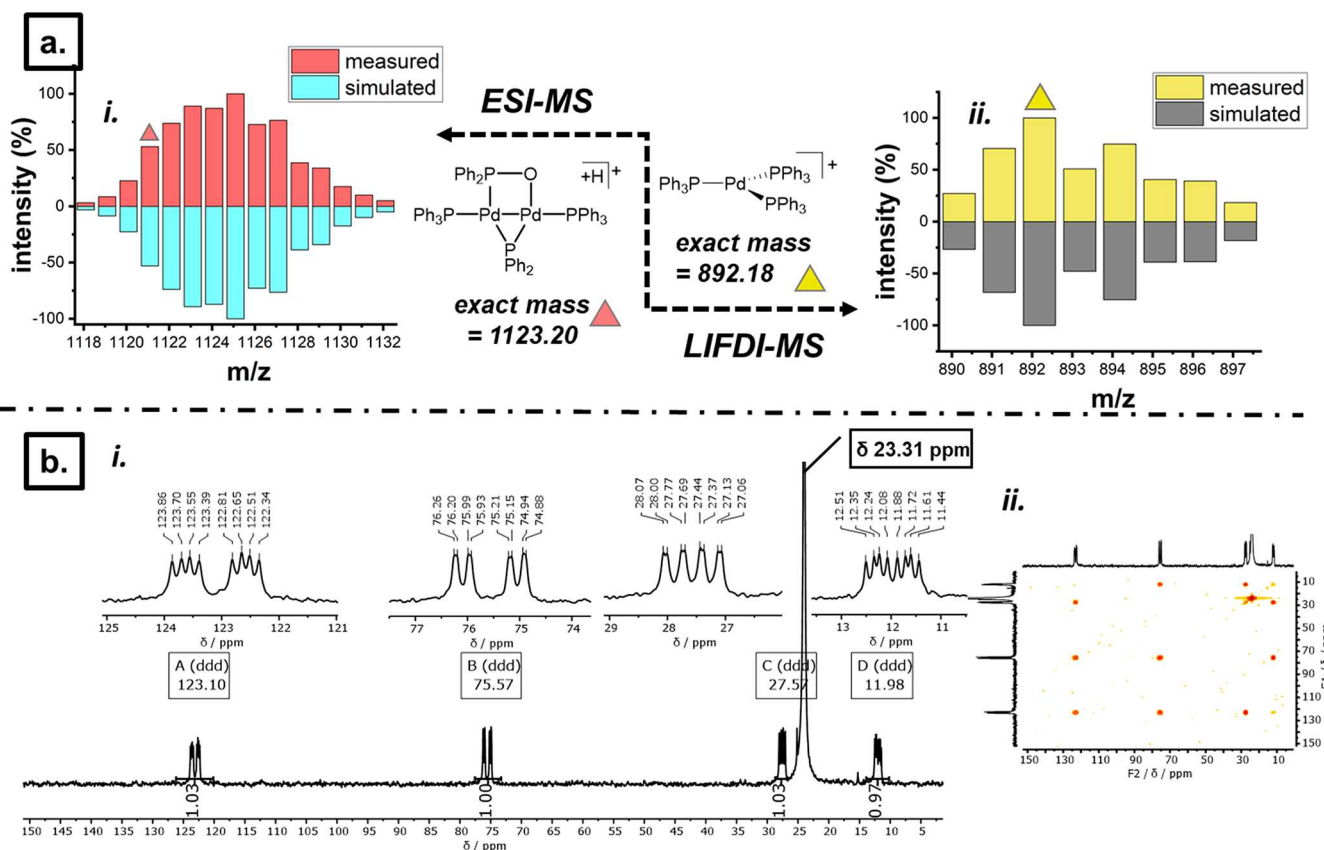 a.
i.
measured
simulated
intensity (%)
100
50
0
-50
-100
1118 1120 1122 1124 1126 1128 1130 1132
m/z
ESI-MS
Ph2P O
+H +
Ph3P Pd Pd PPh3
P
Ph2
exact mass
= 1123.20
Ph3P Pd PPh3
PPh3
+
exact mass
= 892.18
LIFDI-MS
ii.
measured
simulated
intensity (%)
100
50
0
-50
-100
890 891 892 893 894 895 896 897
m/z
b.
i.
δ 23.31 ppm
123.86 123.70 123.55 123.39 122.81 122.65 122.51 122.34
76.26 76.20 75.99 75.93 75.21 75.15 74.94 74.88
28.07 28.00 27.77 27.69 27.44 27.37 27.13 27.06
12.51 12.35 12.24 12.08 11.88 11.72 11.61 11.44
125 124 123 122 121
δ / ppm
77 76 75 74
δ / ppm
29 28 27
δ / ppm
13 12 11
δ / ppm
A (ddd)
123.10
B (ddd)
75.57
C (ddd)
27.57
D (ddd)
11.98
1.03
1.00
1.03
0.97
150 145 140 135 130 125 120 115 110 105 100 95 90 85 80 75 70 65 60 55 50 45 40 35 30 25 20 15 10 5
δ / ppm
ii.
10
30
50
70
90
110
130
150
150 130 110 90 70 50 30 10
F2 / δ / ppm